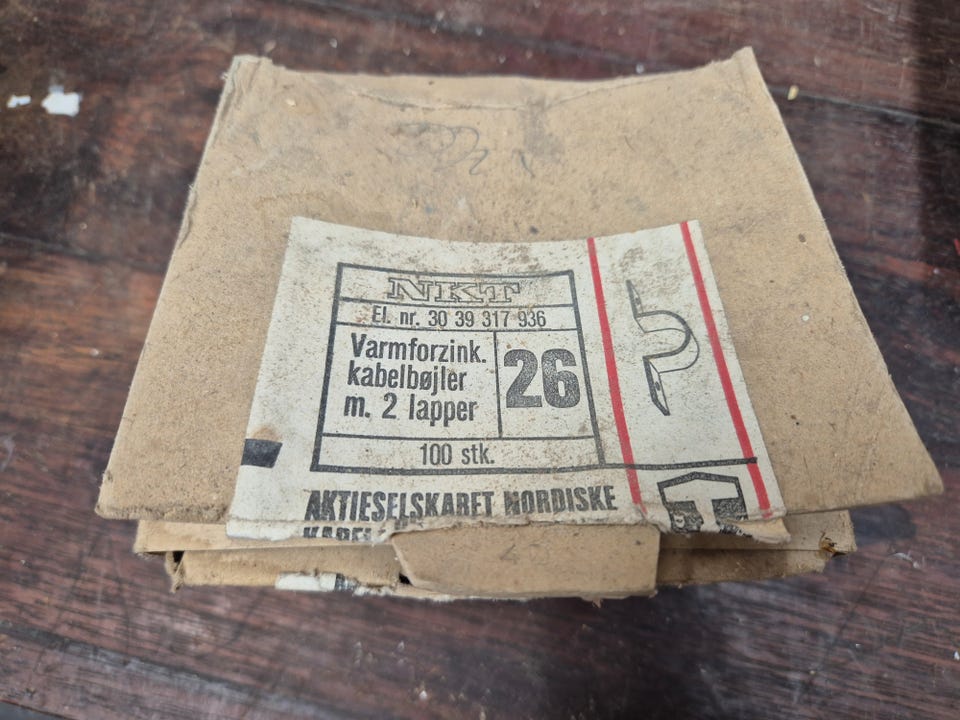 NKT
El. nr. 30 39 317 936
Varmforzink.
kabelbøjler
m. 2 lapper
26
100 stk.
AKTIESELSKABET NORDISKE